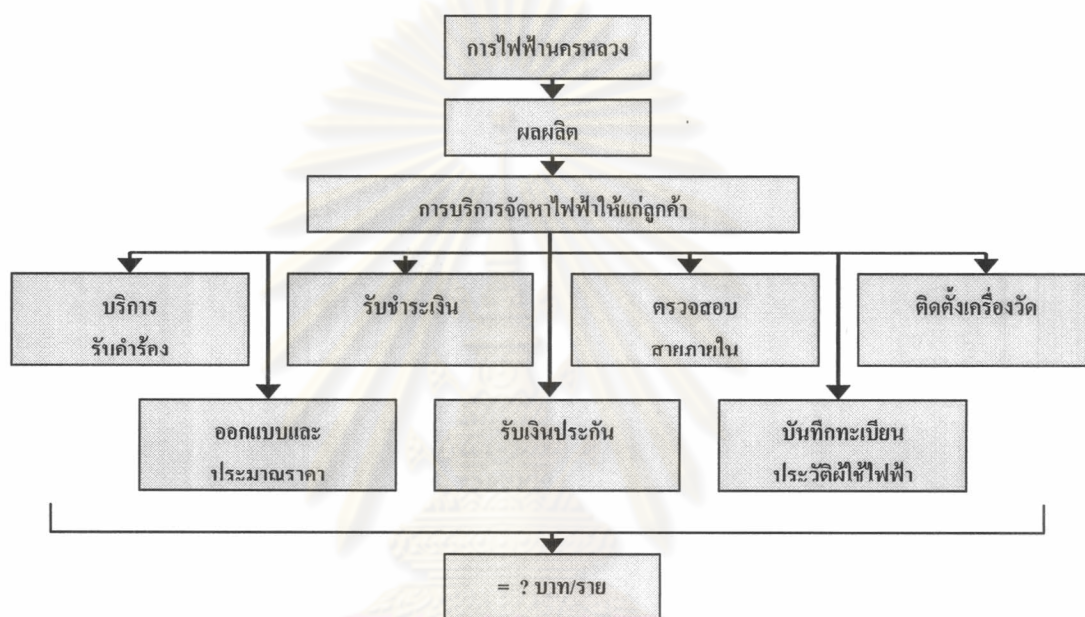 การไฟฟ้านครหลวง
ผลผลิต
การบริการจัดหาไฟฟ้าให้แก่ลูกค้า
บริการ
รับคำร้อง
รับชำระเงิน
ตรวจสอบ
สายภายใน
ติดตั้งเครื่องวัด
ออกแบบและ
ประมาณราคา
รับเงินประกัน
บันทึกทะเบียน
ประวัติผู้ใช้ไฟฟ้า
= ? บาท/ราย